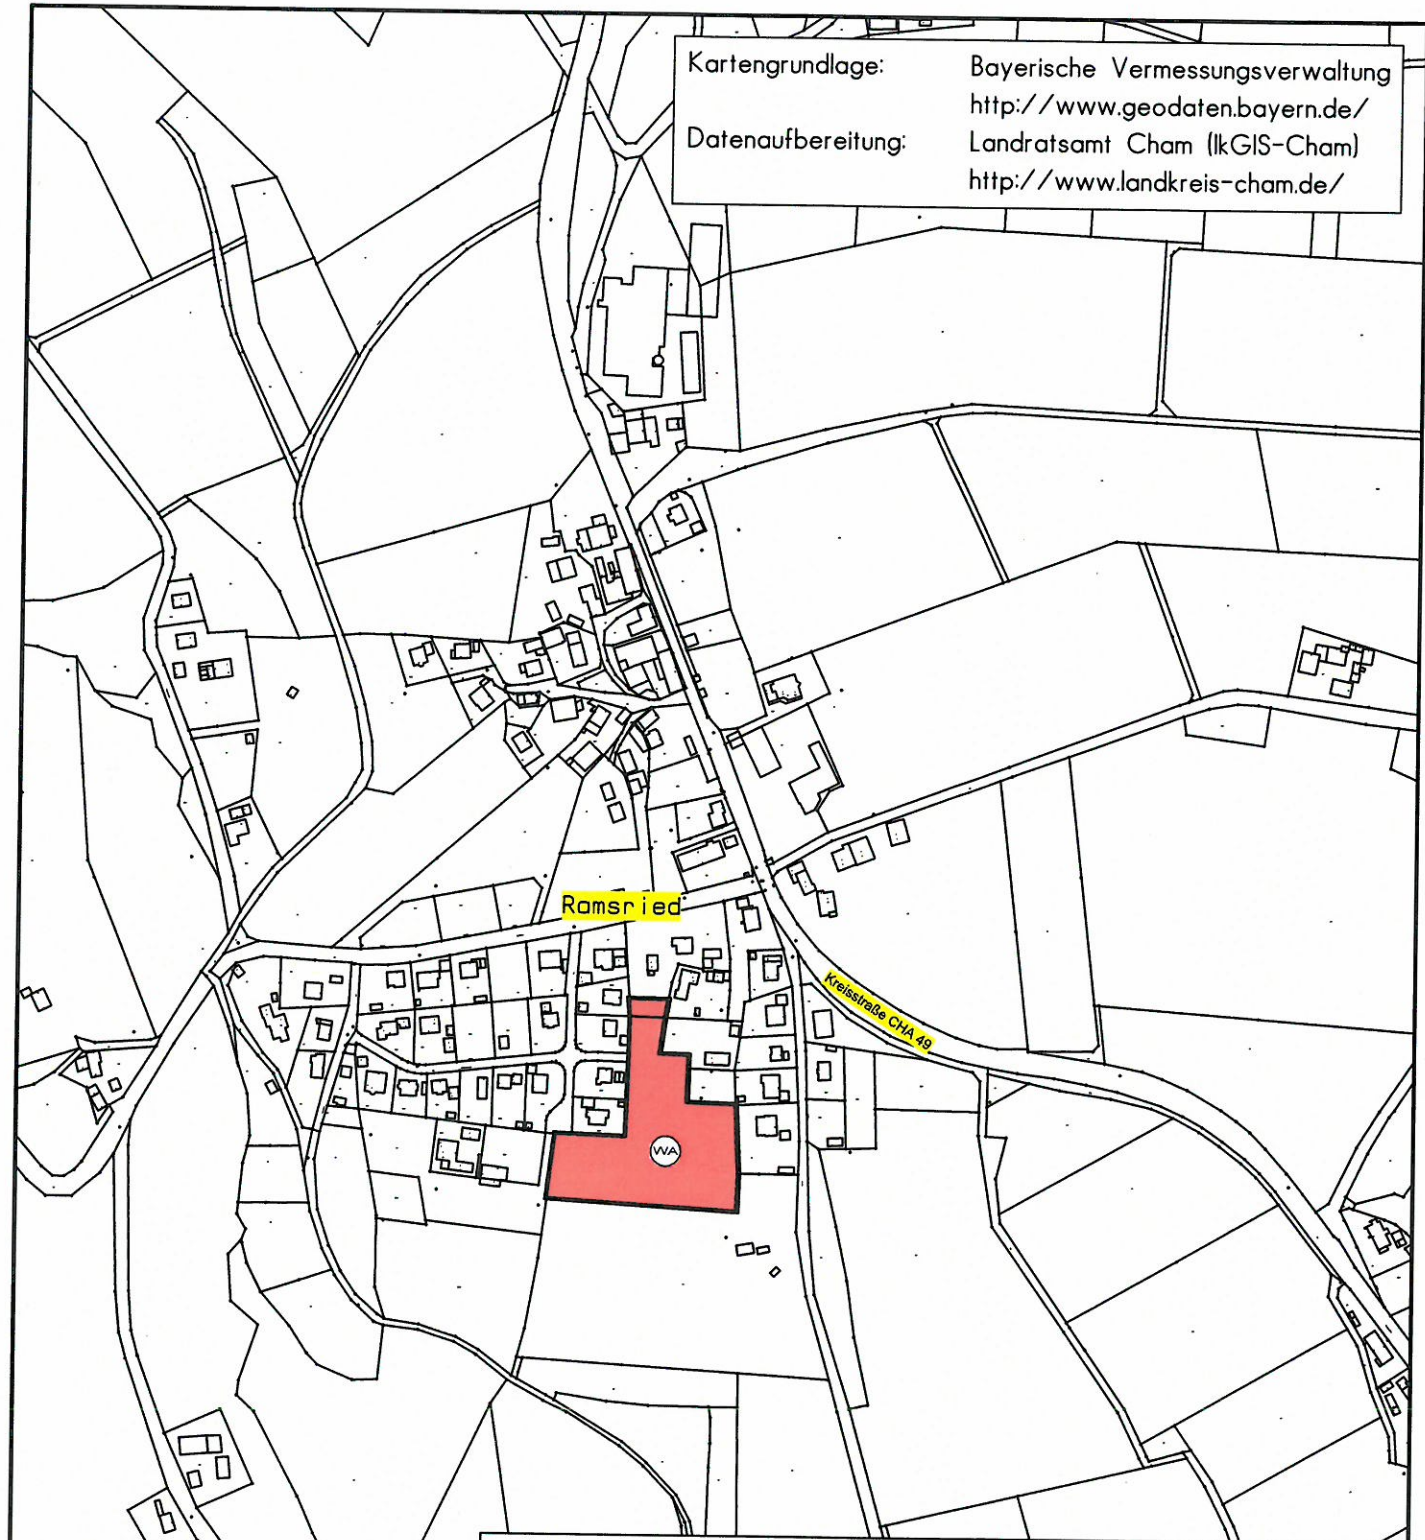 Kartengrundlage: Bayerische Vermessungsverwaltung
http://www.geodaten.bayern.de/
Datenaufbereitung: Landratsamt Cham (lkGIS-Cham)
http://www.landkreis-cham.de/
Ramsried
Kreisstraße CHA 49
WA